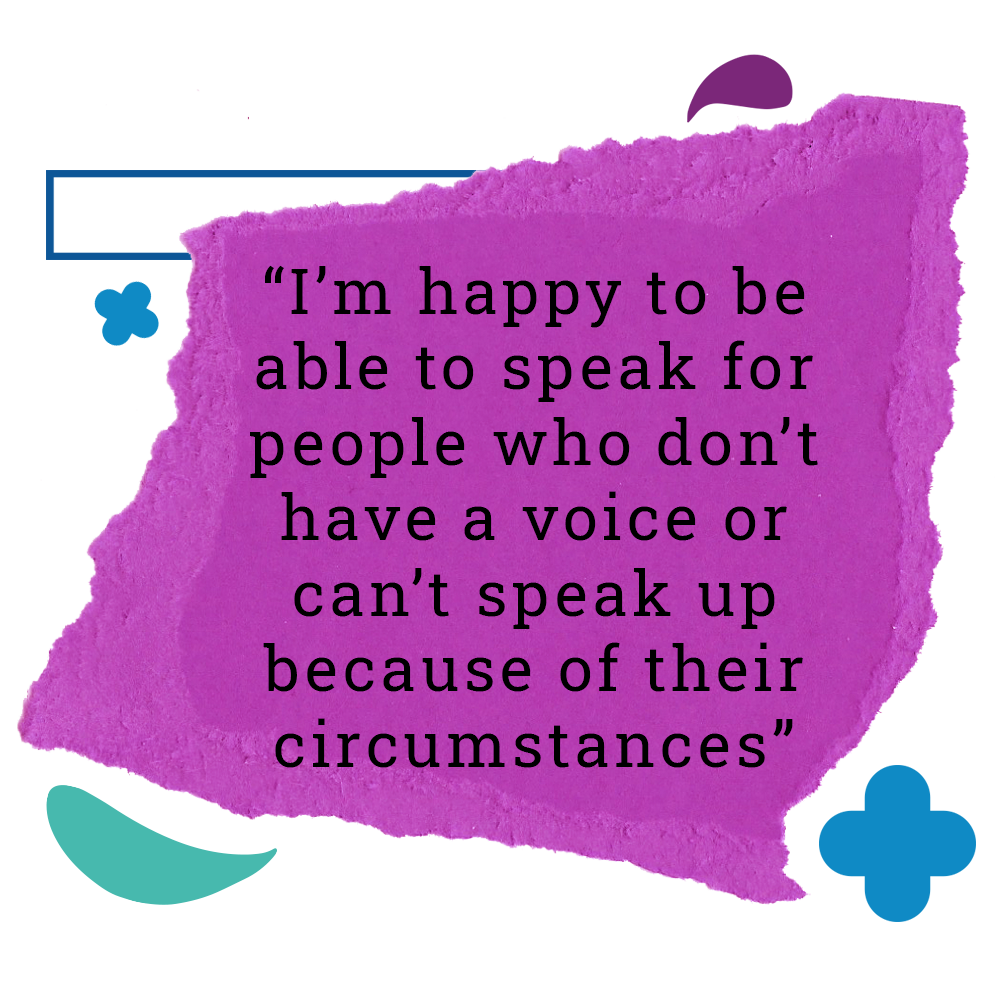 “I’m happy to be
able to speak for
people who don’t
have a voice or
can’t speak up
because of their
circumstances”